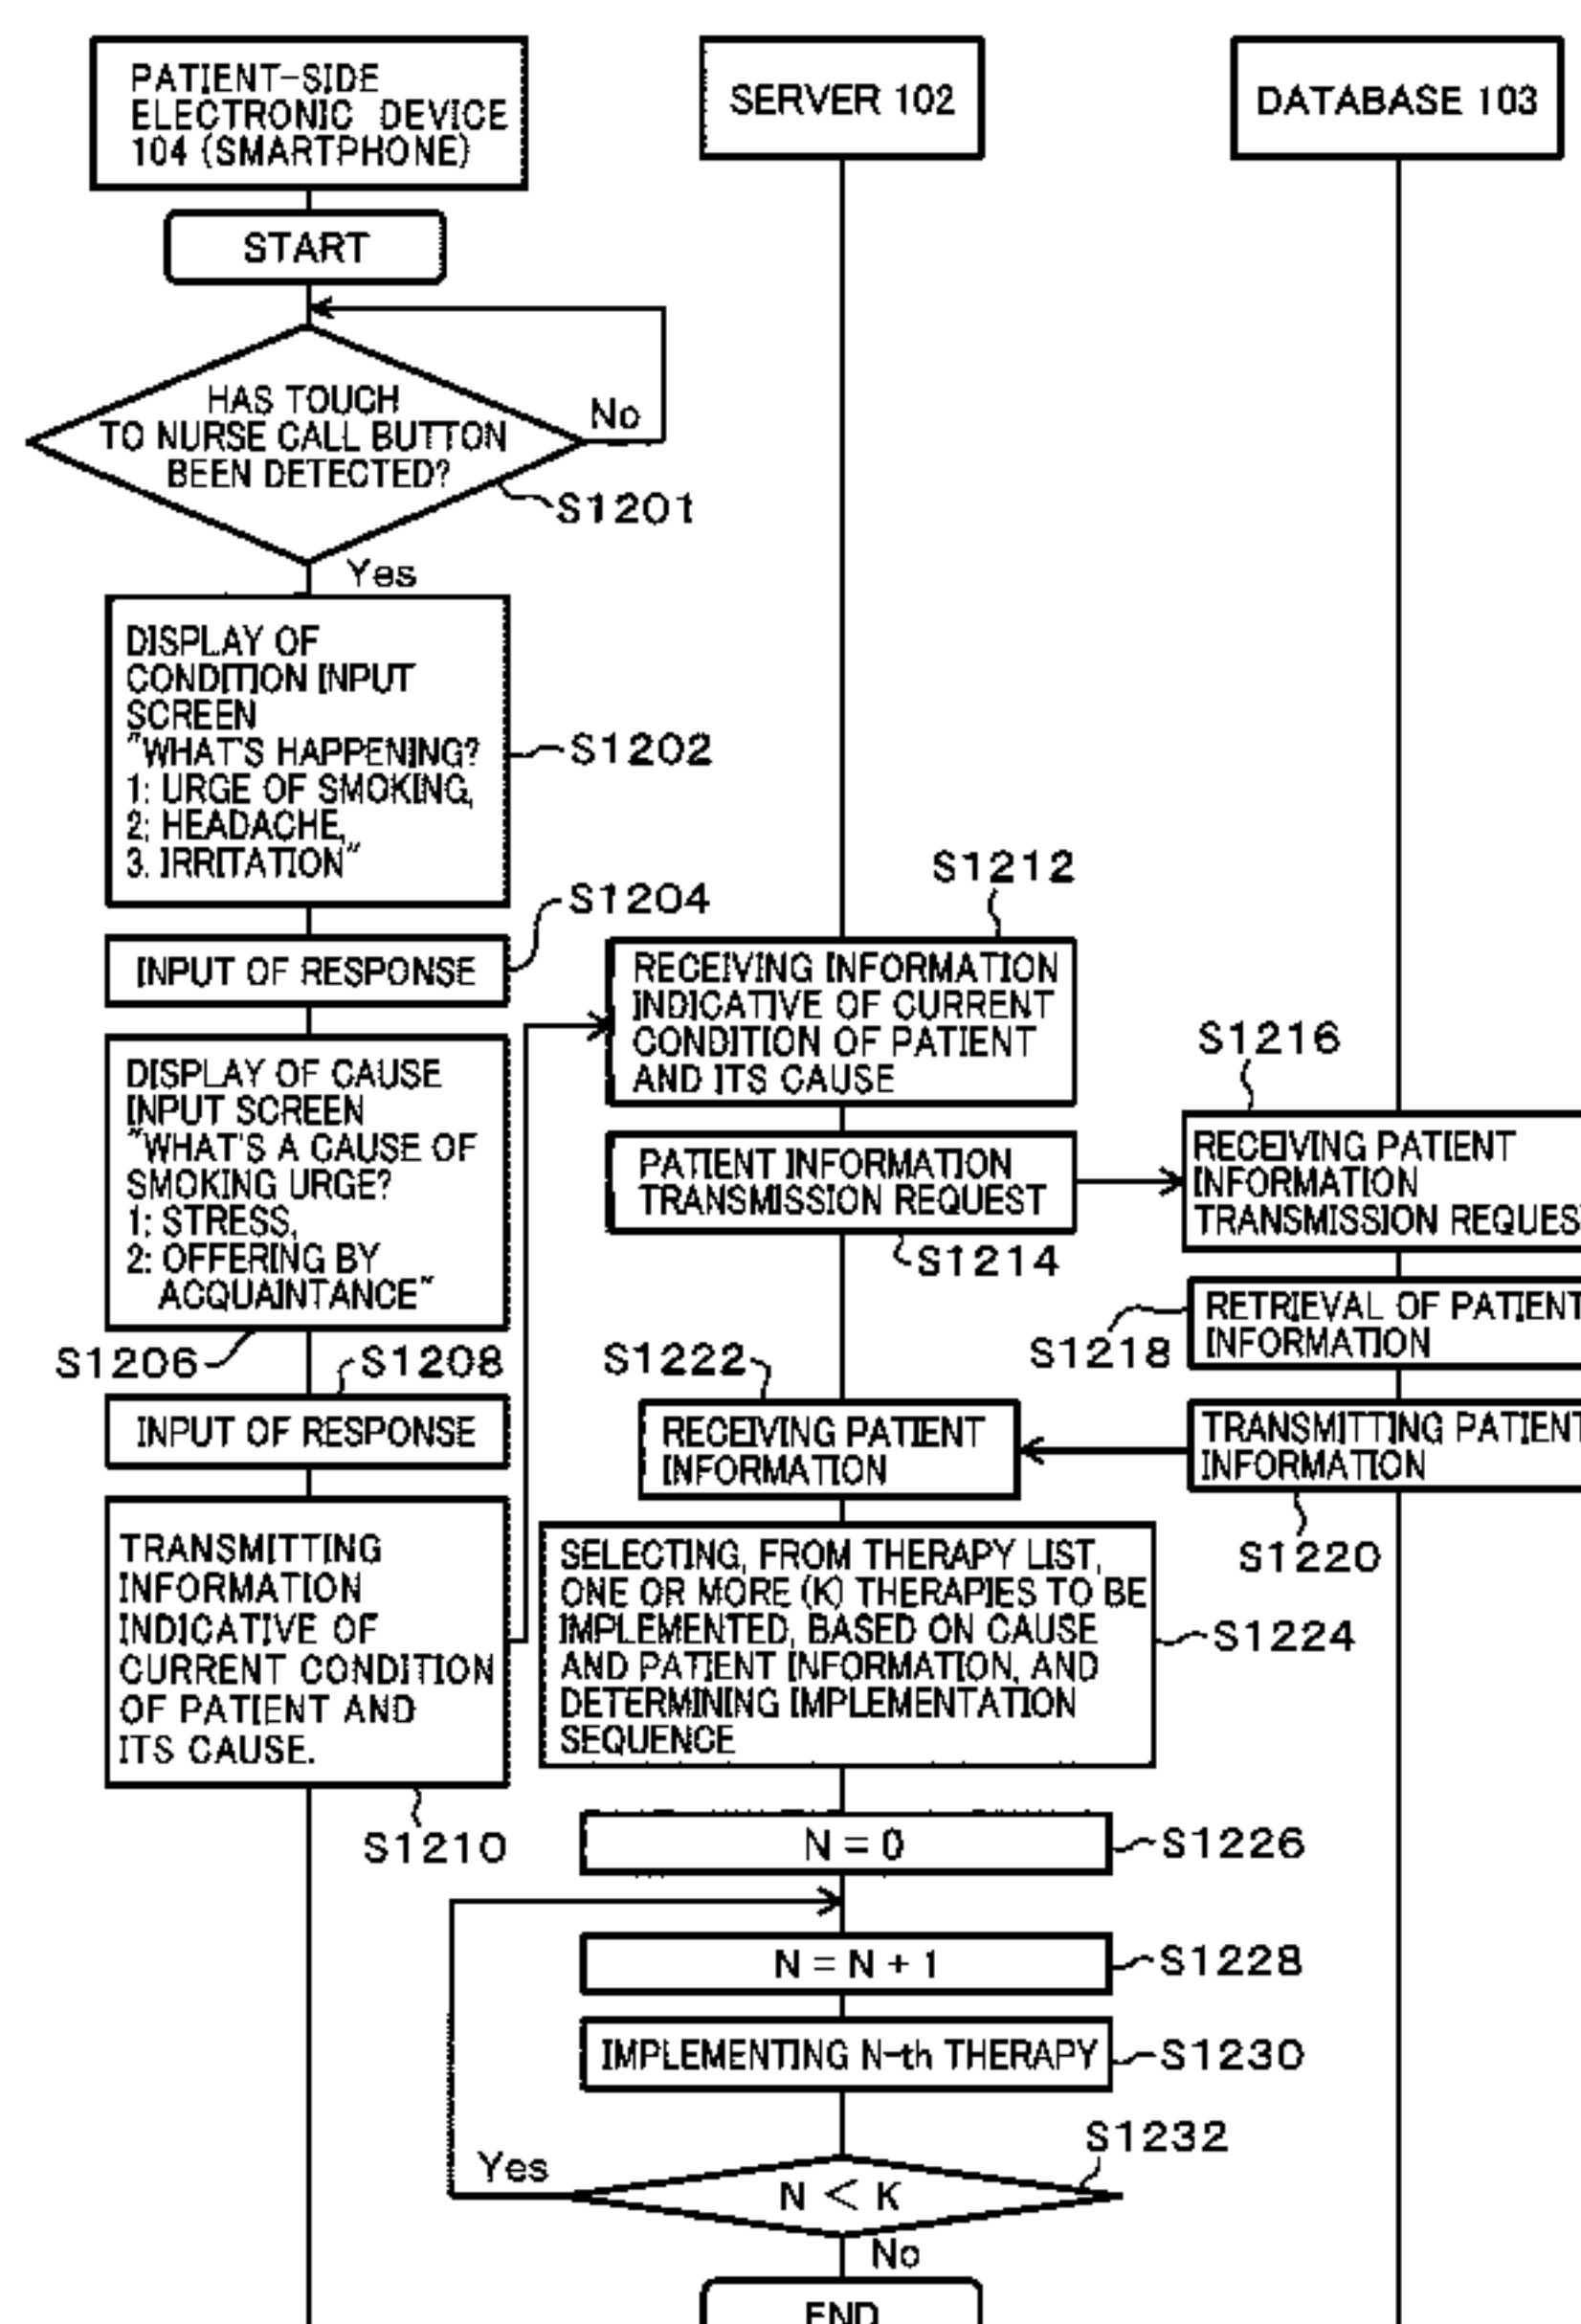 PATIENT-SIDE
ELECTRONIC DEVICE
104 (SMARTPHONE)
SERVER 102
DATABASE 103
START
HAS TOUCH
TO NURSE CALL BUTTON
BEEN DETECTED?
No
S1201
Yes
DISPLAY OF
CONDITION INPUT
SCREEN
"WHAT'S HAPPENING?
1: URGE OF SMOKING,
2: HEADACHE,
3. IRRITATION"
S1202
S1204
INPUT OF RESPONSE
DISPLAY OF CAUSE
INPUT SCREEN
"WHAT'S A CAUSE OF
SMOKING URGE?
1: STRESS,
2: OFFERING BY
ACQUAINTANCE"
S1206
S1208
INPUT OF RESPONSE
TRANSMITTING
INFORMATION
INDICATIVE OF
CURRENT CONDITION
OF PATIENT AND
ITS CAUSE.
S1210
S1212
RECEIVING INFORMATION
INDICATIVE OF CURRENT
CONDITION OF PATIENT
AND ITS CAUSE
PATIENT INFORMATION
TRANSMISSION REQUEST
S1214
S1216
RECEIVING PATIENT
INFORMATION
TRANSMISSION REQUEST
S1218
RETRIEVAL OF PATIENT
INFORMATION
TRANSMITTING PATIENT
INFORMATION
S1220
S1222
RECEIVING PATIENT
INFORMATION
SELECTING, FROM THERAPY LIST,
ONE OR MORE (K) THERAPIES TO BE
IMPLEMENTED, BASED ON CAUSE
AND PATIENT INFORMATION, AND
DETERMINING IMPLEMENTATION
SEQUENCE
S1224
N = 0
S1226
N = N + 1
S1228
IMPLEMENTING N-th THERAPY
S1230
S1232
Yes
N < K
No
END